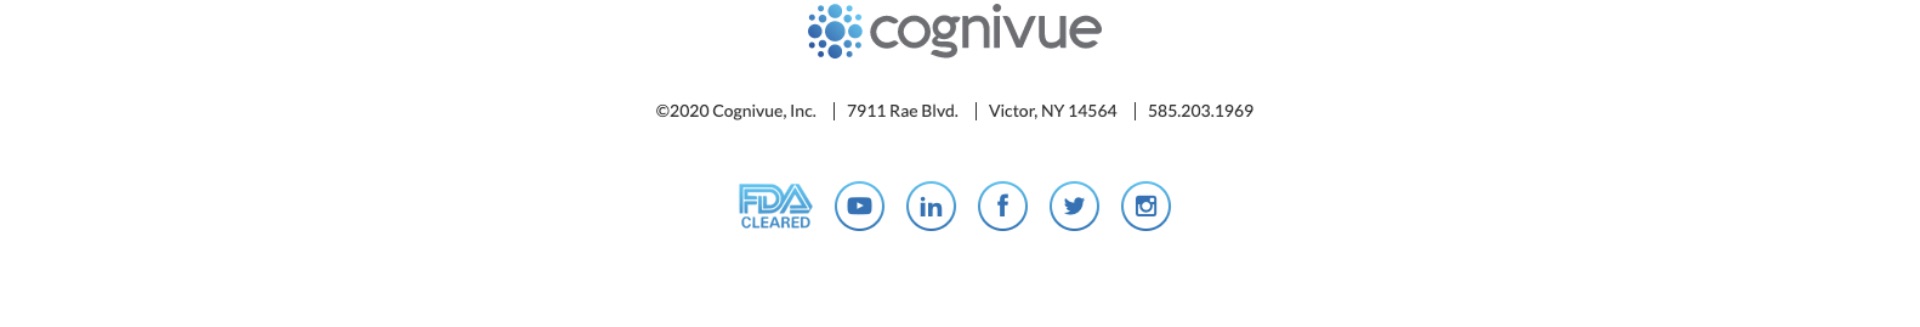 cognivue
©2020 Cognivue, Inc. | 7911 Rae Blvd. | Victor, NY 14564 | 585.203.1969
FDA
CLEARED
in
f